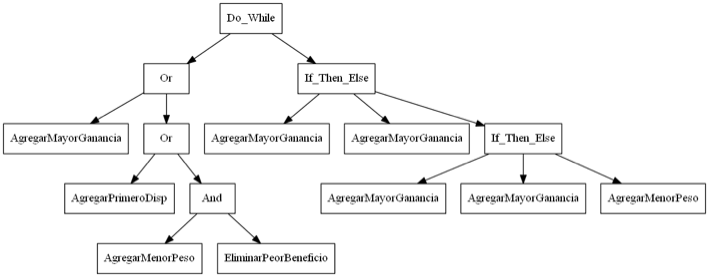 Do_While
Or
If_Then_Else
AgregarMayorGanancia
Or
AgregarMayorGanancia
AgregarMayorGanancia
If_Then_Else
AgregarPrimeroDisp
And
AgregarMayorGanancia
AgregarMayorGanancia
AgregarMenorPeso
AgregarMenorPeso
EliminarPeorBeneficio